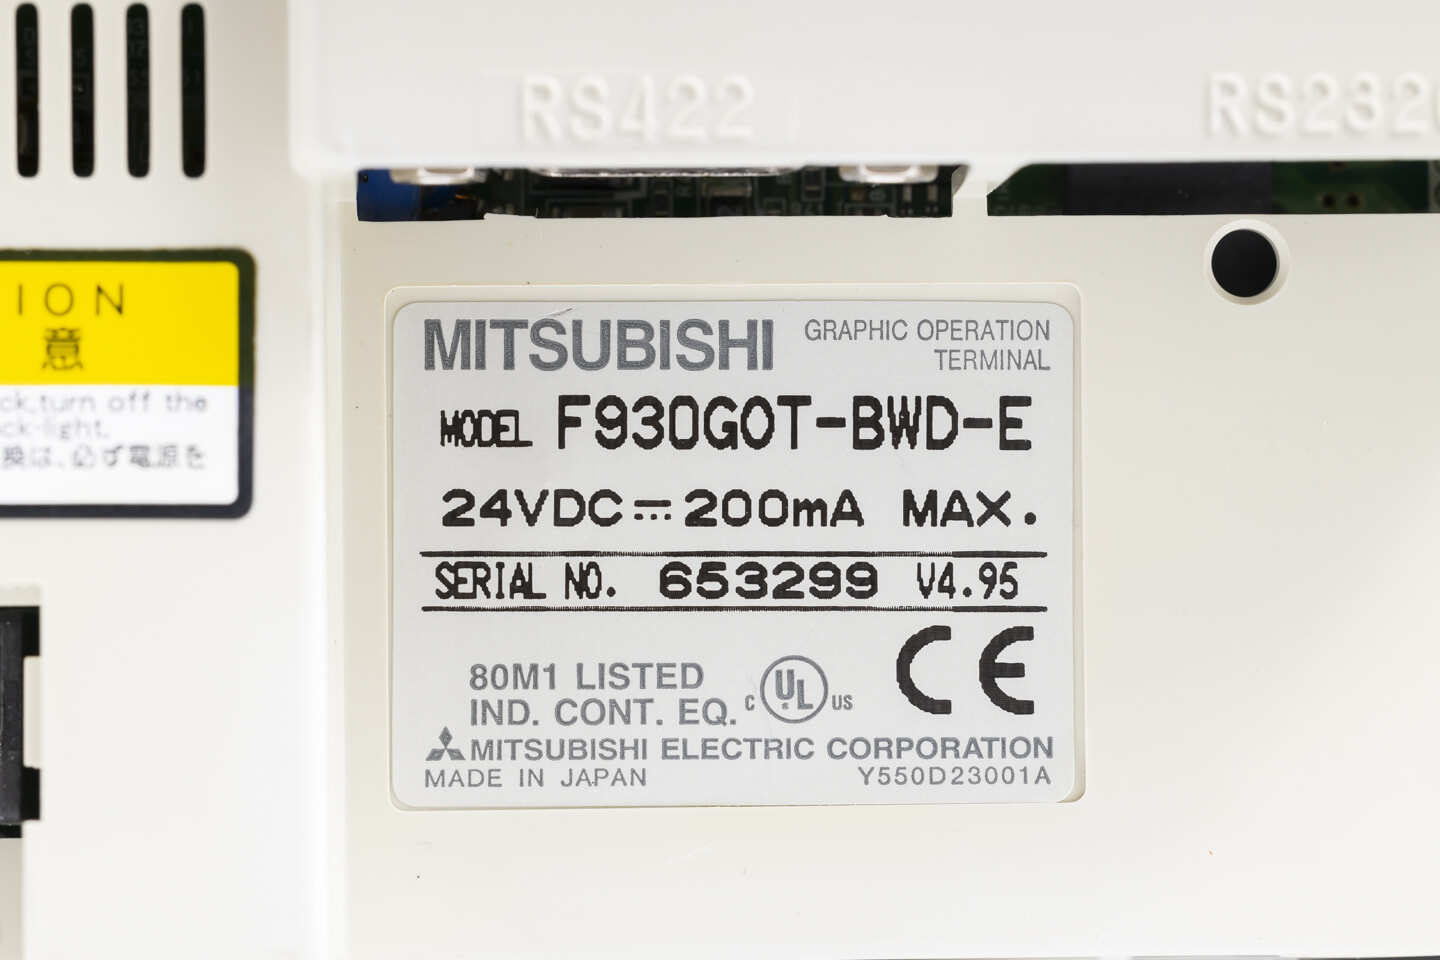 RS422
RS232C
ION
意
ck,turn off the
ck-light.
換は、必ず電源を
MITSUBISHI
GRAPHIC OPERATION
TERMINAL
MODEL F930GOT-BWD-E
24VDC⎓200mA MAX.
SERIAL NO. 653299 V4.95
80M1 LISTED
IND. CONT. EQ.
C UL US
CE
MITSUBISHI ELECTRIC CORPORATION
MADE IN JAPAN Y550D23001A